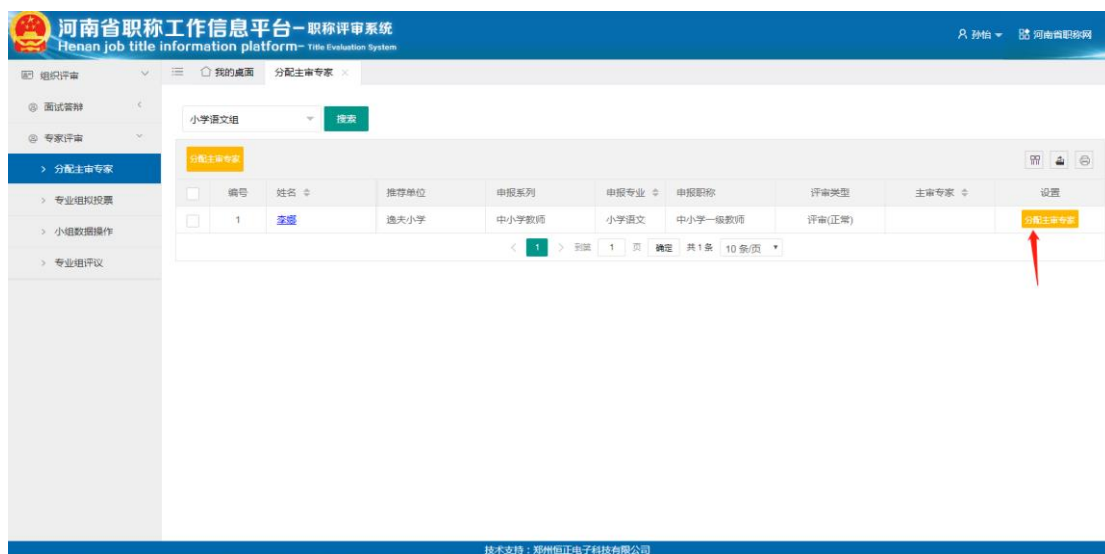 河南省职称工作信息平台-职称评审系统
Henan job title information platform- Title Evaluation System
孙怡
河南省职称网
组织评审
我的桌面
分配主审专家
面试答辩
小学语文组
搜索
专家评审
分配主审专家
分配主审专家
编号 姓名 推荐单位 申报系列 申报专业 申报职称 评审类型 主审专家 设置
专业组拟投票
1 李娜 逸夫小学 中小学教师 小学语文 中小学一级教师 评审(正常) 分配主审专家
小组数据操作
1 到第 1 页 确定 共1条 10 条/页
专业组评议
技术支持：郑州恒正电子科技有限公司